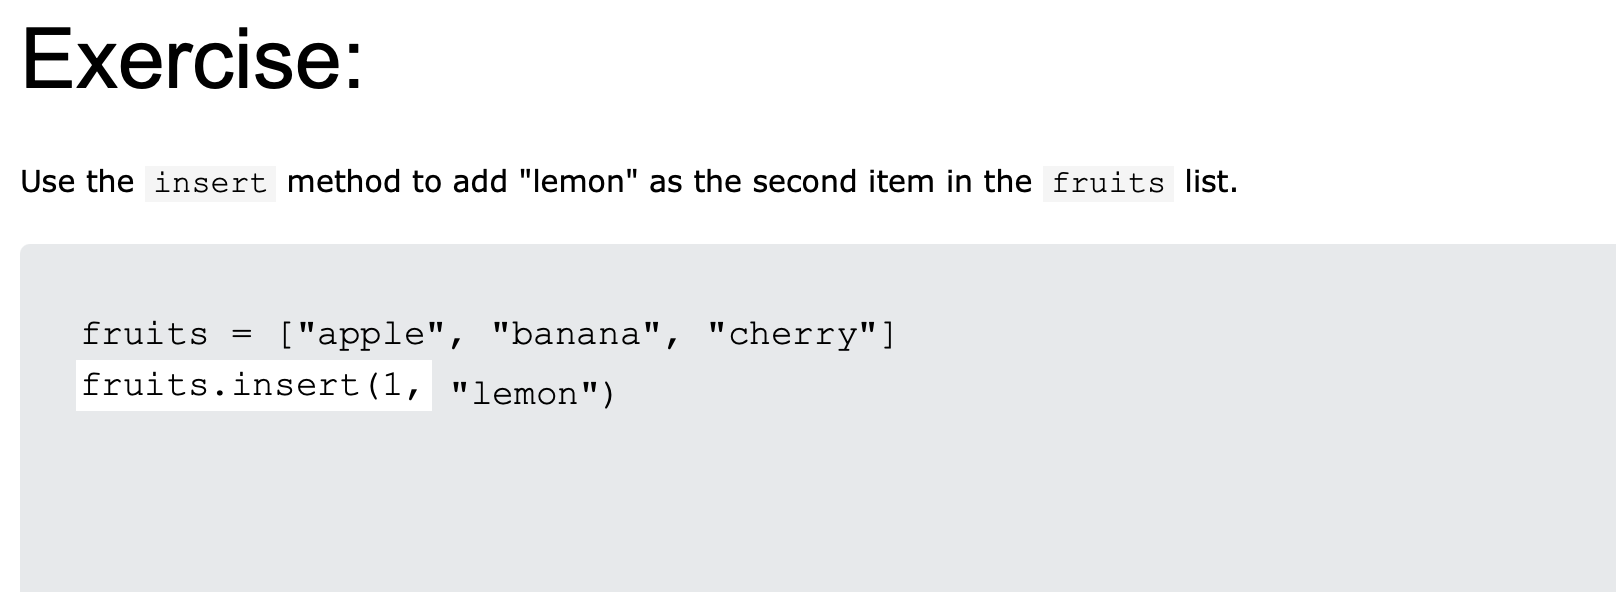 Exercise:
Use the insert method to add "lemon" as the second item in the fruits list.
fruits = ["apple", "banana", "cherry"]
fruits.insert(1, "lemon")